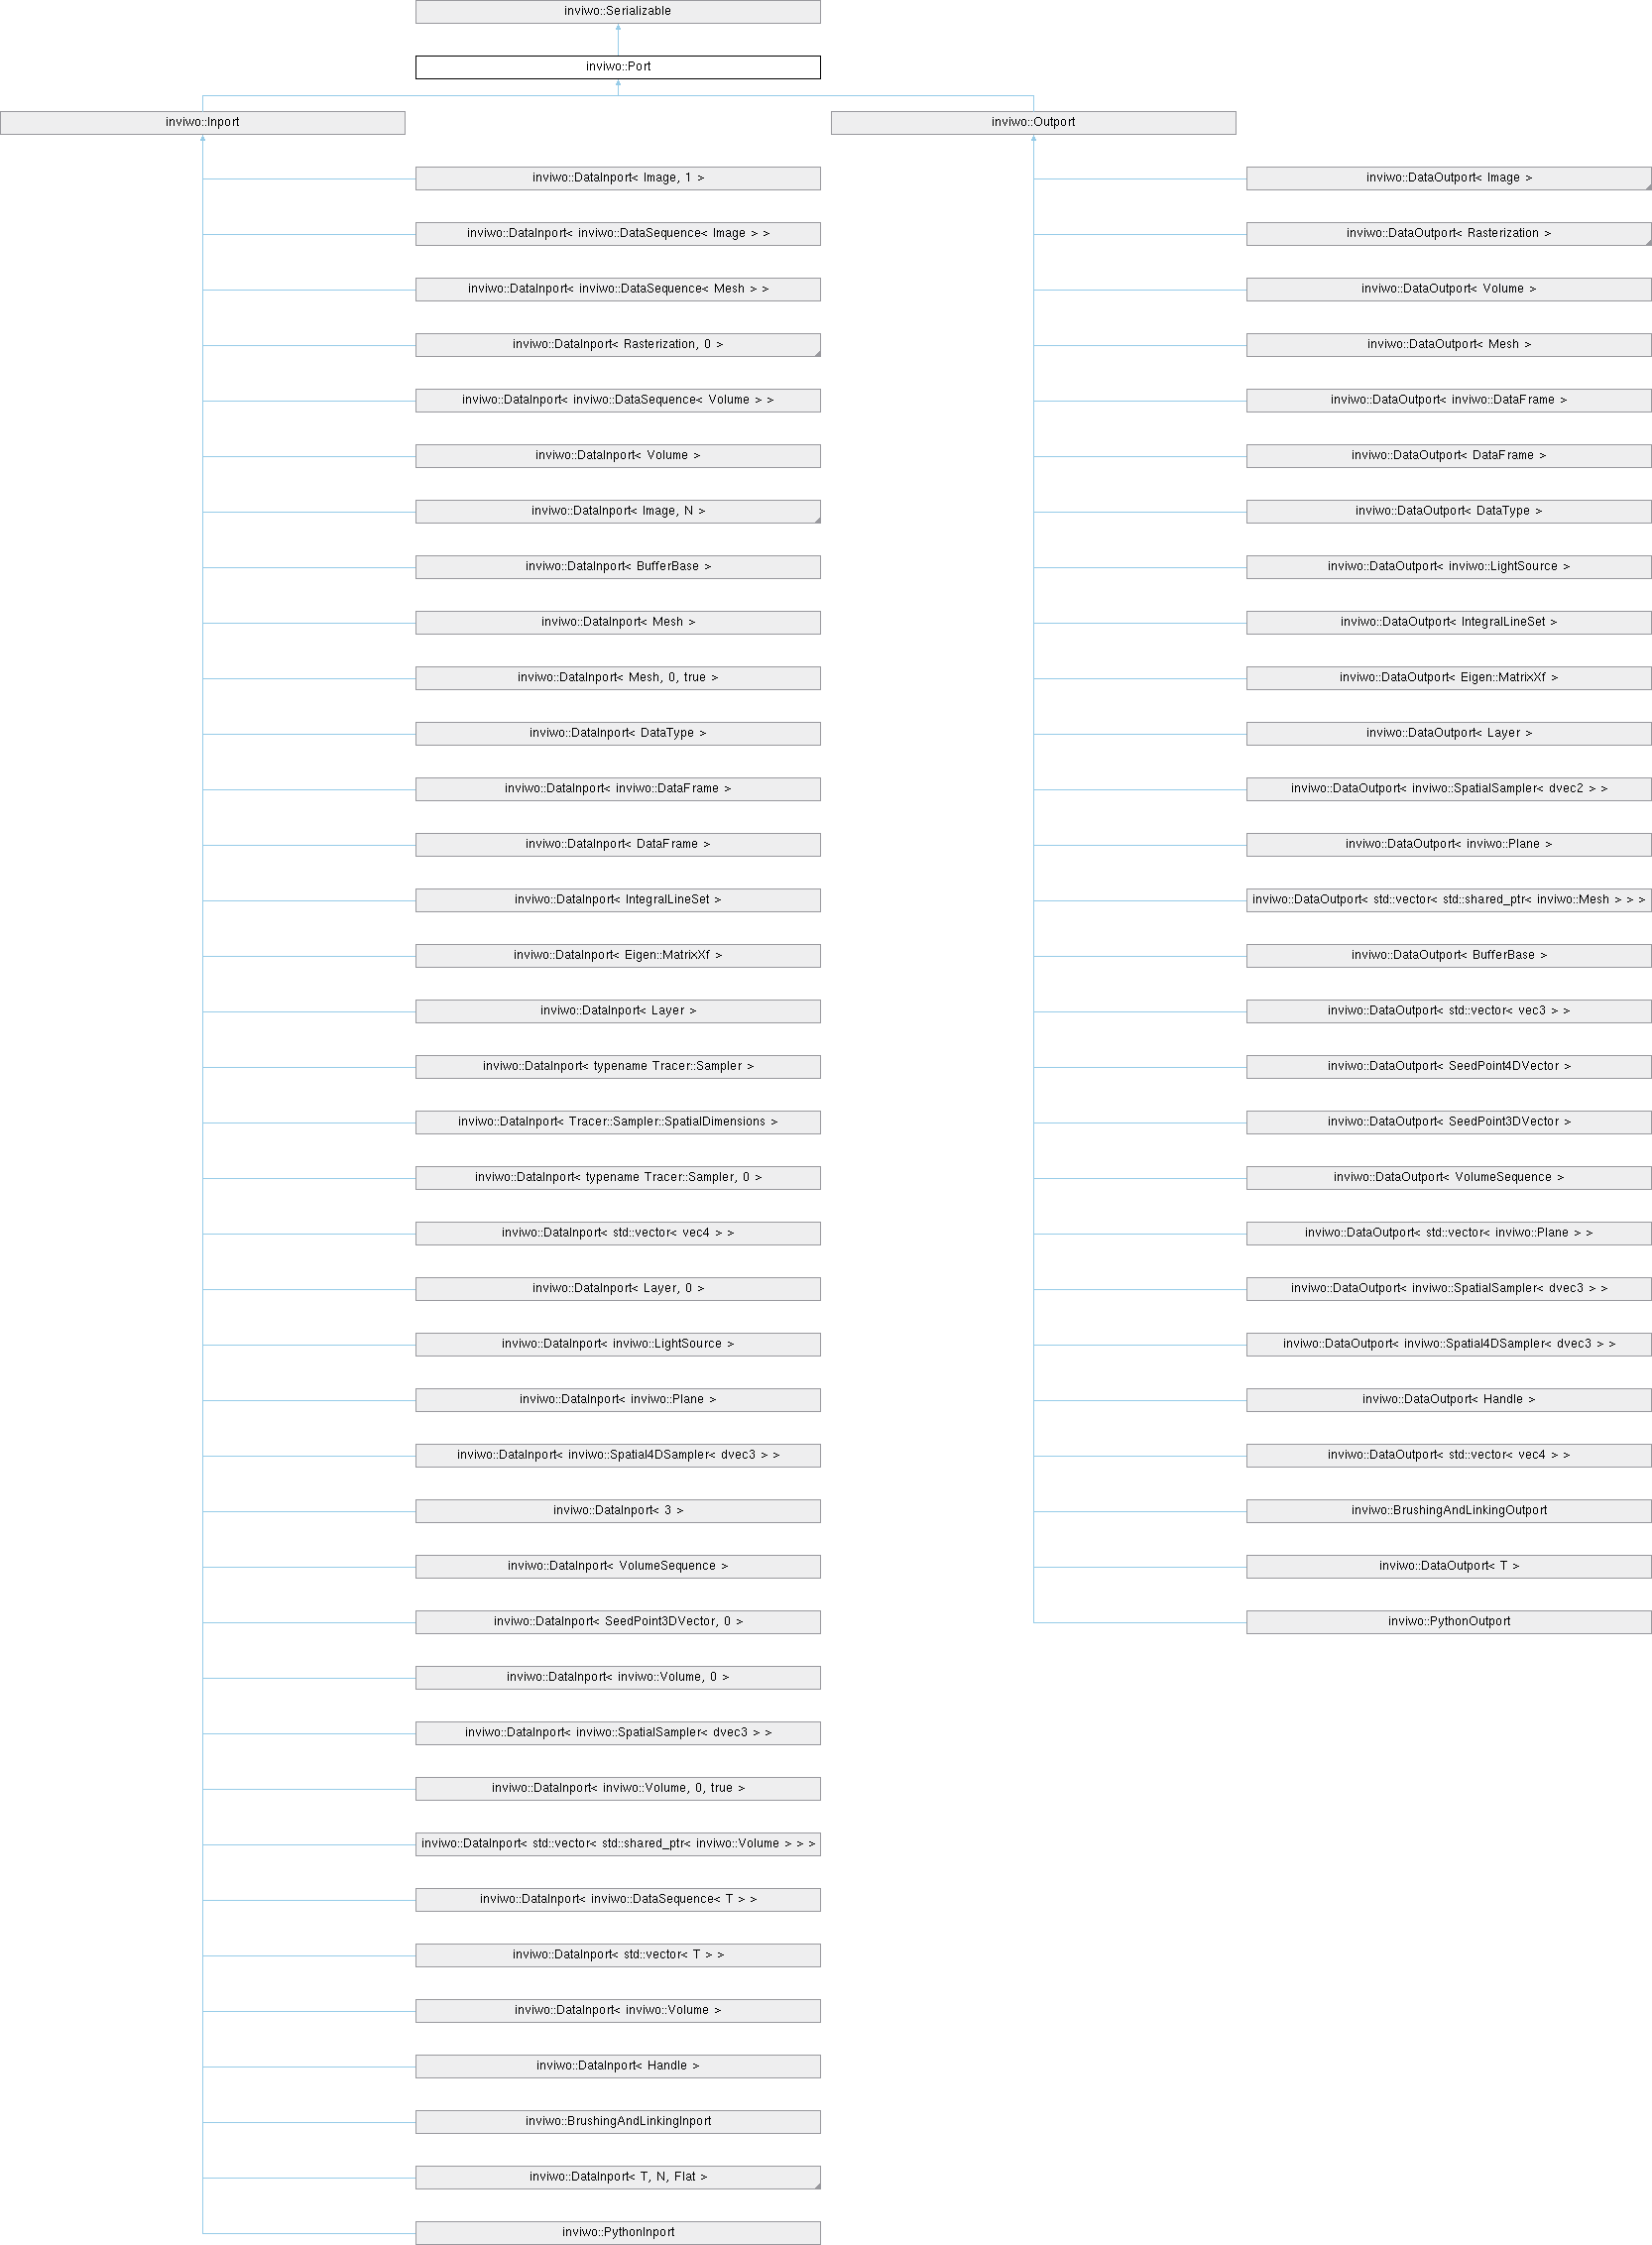 inviwo::Serializable
inviwo::Port
inviwo::Inport
inviwo::Outport
inviwo::DataInport< Image, 1 >
inviwo::DataOutport< Image >
inviwo::DataInport< inviwo::DataSequence< Image > >
inviwo::DataOutport< Rasterization >
inviwo::DataInport< inviwo::DataSequence< Mesh > >
inviwo::DataOutport< Volume >
inviwo::DataInport< Rasterization, 0 >
inviwo::DataOutport< Mesh >
inviwo::DataInport< inviwo::DataSequence< Volume > >
inviwo::DataOutport< inviwo::DataFrame >
inviwo::DataInport< Volume >
inviwo::DataOutport< DataFrame >
inviwo::DataInport< Image, N >
inviwo::DataOutport< DataType >
inviwo::DataInport< BufferBase >
inviwo::DataOutport< inviwo::LightSource >
inviwo::DataInport< Mesh >
inviwo::DataOutport< IntegralLineSet >
inviwo::DataInport< Mesh, 0, true >
inviwo::DataOutport< Eigen::MatrixXf >
inviwo::DataInport< DataType >
inviwo::DataOutport< Layer >
inviwo::DataInport< inviwo::DataFrame >
inviwo::DataOutport< inviwo::SpatialSampler< dvec2 > >
inviwo::DataInport< DataFrame >
inviwo::DataOutport< inviwo::Plane >
inviwo::DataInport< IntegralLineSet >
inviwo::DataOutport< std::vector< std::shared_ptr< inviwo::Mesh > > >
inviwo::DataInport< Eigen::MatrixXf >
inviwo::DataOutport< BufferBase >
inviwo::DataInport< Layer >
inviwo::DataOutport< std::vector< vec3 > >
inviwo::DataInport< typename Tracer::Sampler >
inviwo::DataOutport< SeedPoint4DVector >
inviwo::DataInport< Tracer::Sampler::SpatialDimensions >
inviwo::DataOutport< SeedPoint3DVector >
inviwo::DataInport< typename Tracer::Sampler, 0 >
inviwo::DataOutport< VolumeSequence >
inviwo::DataInport< std::vector< vec4 > >
inviwo::DataOutport< std::vector< inviwo::Plane > >
inviwo::DataInport< Layer, 0 >
inviwo::DataOutport< inviwo::SpatialSampler< dvec3 > >
inviwo::DataInport< inviwo::LightSource >
inviwo::DataOutport< inviwo::Spatial4DSampler< dvec3 > >
inviwo::DataInport< inviwo::Plane >
inviwo::DataOutport< Handle >
inviwo::DataInport< inviwo::Spatial4DSampler< dvec3 > >
inviwo::DataOutport< std::vector< vec4 > >
inviwo::DataInport< 3 >
inviwo::BrushingAndLinkingOutport
inviwo::DataInport< VolumeSequence >
inviwo::DataOutport< T >
inviwo::DataInport< SeedPoint3DVector, 0 >
inviwo::PythonOutport
inviwo::DataInport< inviwo::Volume, 0 >
inviwo::DataInport< inviwo::SpatialSampler< dvec3 > >
inviwo::DataInport< inviwo::Volume, 0, true >
inviwo::DataInport< std::vector< std::shared_ptr< inviwo::Volume > > >
inviwo::DataInport< inviwo::DataSequence< T > >
inviwo::DataInport< std::vector< T > >
inviwo::DataInport< inviwo::Volume >
inviwo::DataInport< Handle >
inviwo::BrushingAndLinkingInport
inviwo::DataInport< T, N, Flat >
inviwo::PythonInport